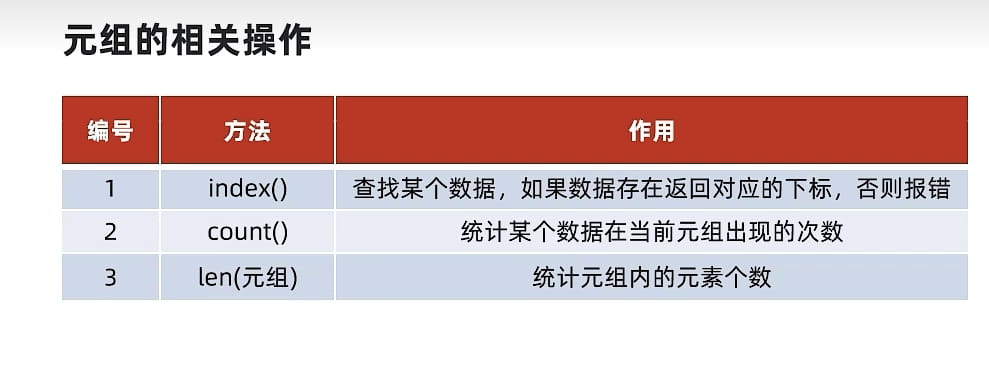 元组的相关操作
编号 方法 作用
1 index() 查找某个数据，如果数据存在返回对应的下标，否则报错
2 count() 统计某个数据在当前元组出现的次数
3 len(元组) 统计元组内的元素个数